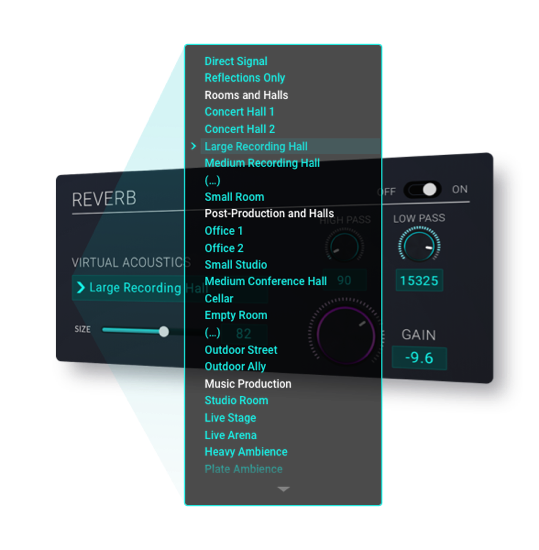 Direct Signal
Reflections Only
Rooms and Halls
Concert Hall 1
Concert Hall 2
Large Recording Hall
Medium Recording Hall
(...)
Small Room
Post-Production and Halls
Office 1
Office 2
Small Studio
Medium Conference Hall
Cellar
Empty Room
(...)
Outdoor Street
Outdoor Ally
Music Production
Studio Room
Live Stage
Live Arena
Heavy Ambience
Plate Ambience
REVERB
OFF
ON
HIGH PASS
LOW PASS
VIRTUAL ACOUSTICS
90
15325
Large Recording Hall
SIZE
82
GAIN
-9.6